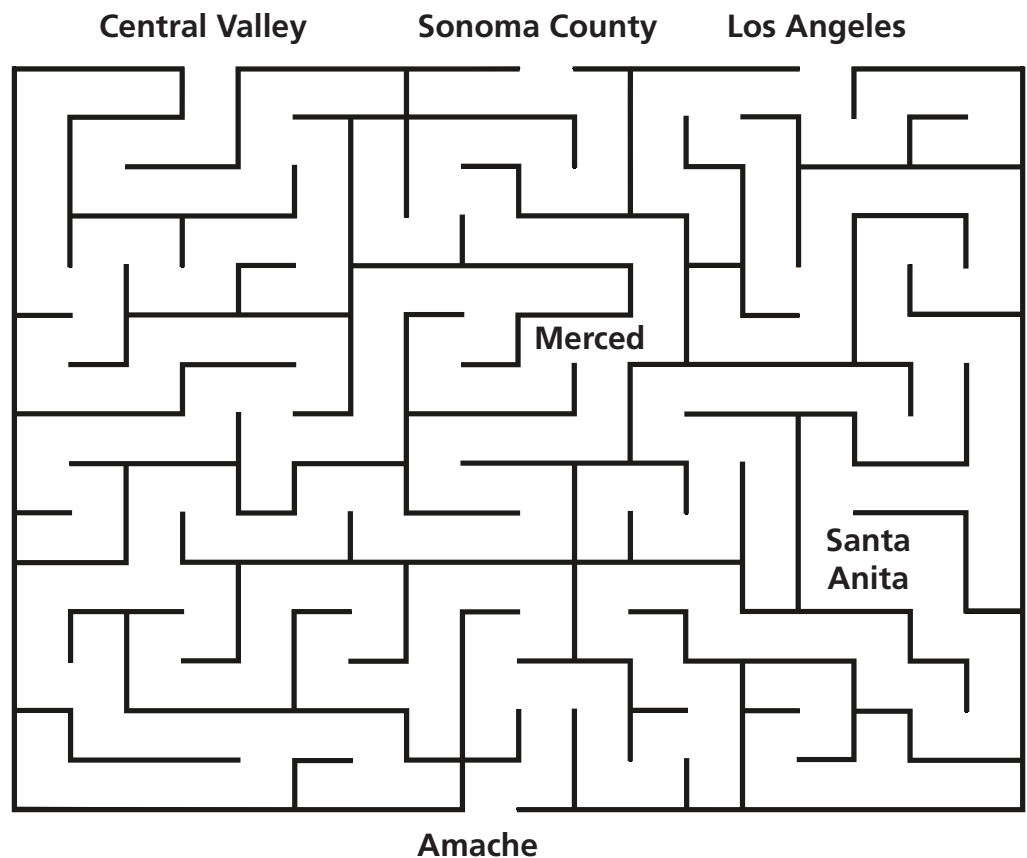 Central Valley
Sonoma County
Los Angeles
Merced
Santa
Anita
Amache